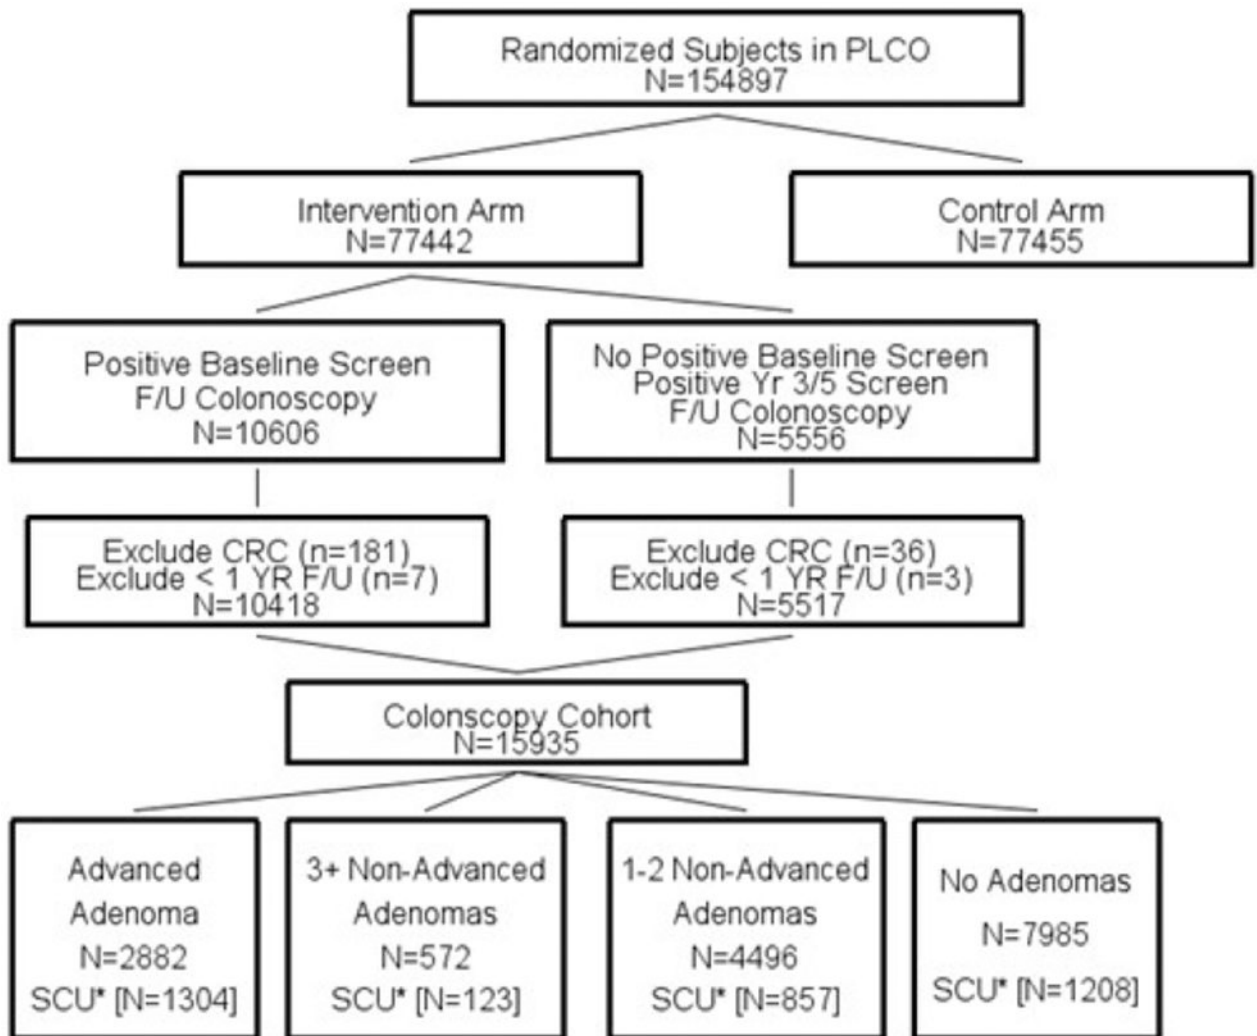 Randomized Subjects in PLCO
N=154897
Intervention Arm
N=77442
Control Arm
N=77455
Positive Baseline Screen
F/U Colonoscopy
N=10606
No Positive Baseline Screen
Positive Yr 3/5 Screen
F/U Colonoscopy
N=5556
Exclude CRC (n=181)
Exclude < 1 YR F/U (n=7)
N=10418
Exclude CRC (n=36)
Exclude < 1 YR F/U (n=3)
N=5517
Colonscopy Cohort
N=15935
Advanced
Adenoma
N=2882
SCU* [N=1304]
3+ Non-Advanced
Adenomas
N=572
SCU* [N=123]
1-2 Non-Advanced
Adenomas
N=4496
SCU* [N=857]
No Adenomas
N=7985
SCU* [N=1208]